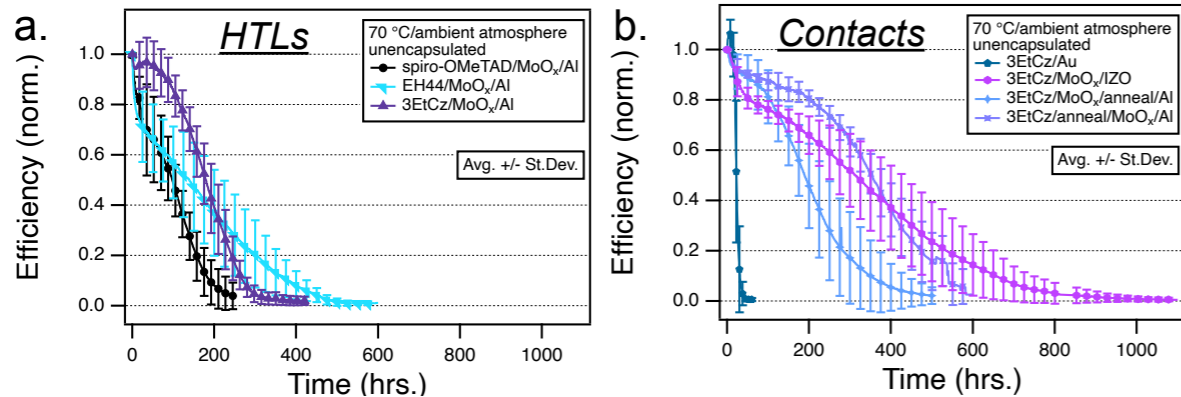 a.
HTLs
70 °C/ambient atmosphere
unencapsulated
spiro-OMeTAD/MoOₓ/Al
EH44/MoOₓ/Al
3EtCz/MoOₓ/Al
Avg. +/- St.Dev.
Efficiency (norm.)
1.0
0.8
0.6
0.4
0.2
0.0
0
200
400
600
800
1000
Time (hrs.)
b.
Contacts
70 °C/ambient atmosphere
unencapsulated
3EtCz/Au
3EtCz/MoOₓ/IZO
3EtCz/MoOₓ/anneal/Al
3EtCz/anneal/MoOₓ/Al
Avg. +/- St.Dev.
Efficiency (norm.)
1.0
0.8
0.6
0.4
0.2
0.0
0
200
400
600
800
1000
Time (hrs.)